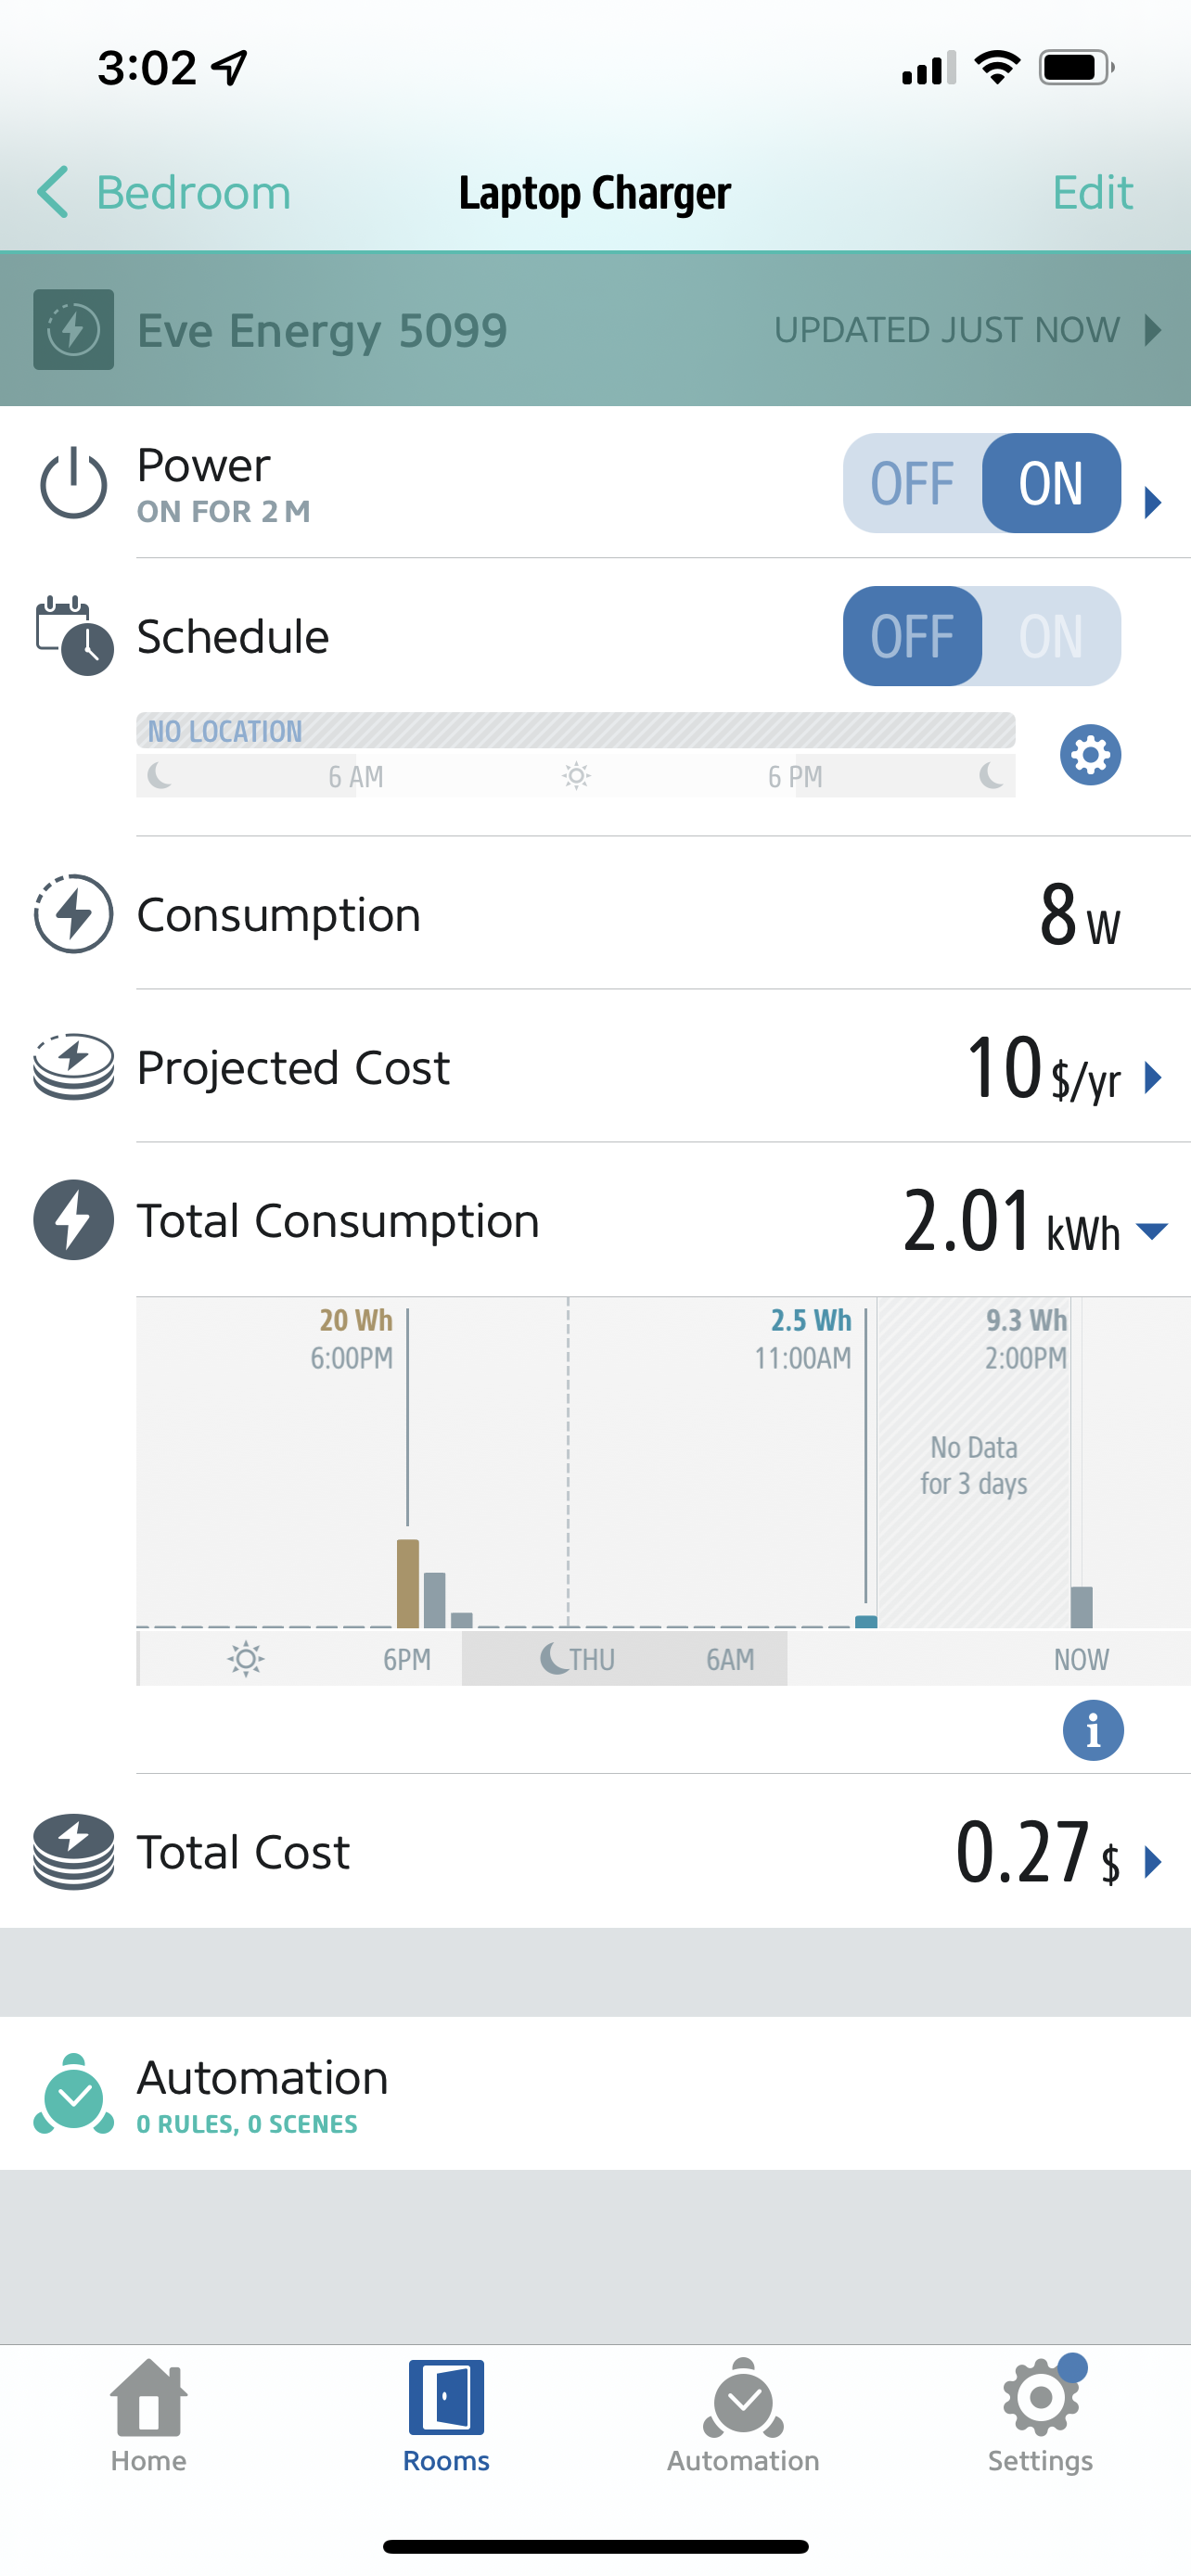 3:02
Bedroom
Laptop Charger
Edit
Eve Energy 5099
UPDATED JUST NOW
Power
ON FOR 2 M
OFF ON
Schedule
OFF ON
NO LOCATION
6 AM 6 PM
Consumption
8 W
Projected Cost
10 $/yr
Total Consumption
2.01 kWh
20 Wh
6:00PM
2.5 Wh
11:00AM
9.3 Wh
2:00PM
No Data
for 3 days
6PM THU 6AM NOW
i
Total Cost
0.27 $
Automation
0 RULES, 0 SCENES
Home Rooms Automation Settings